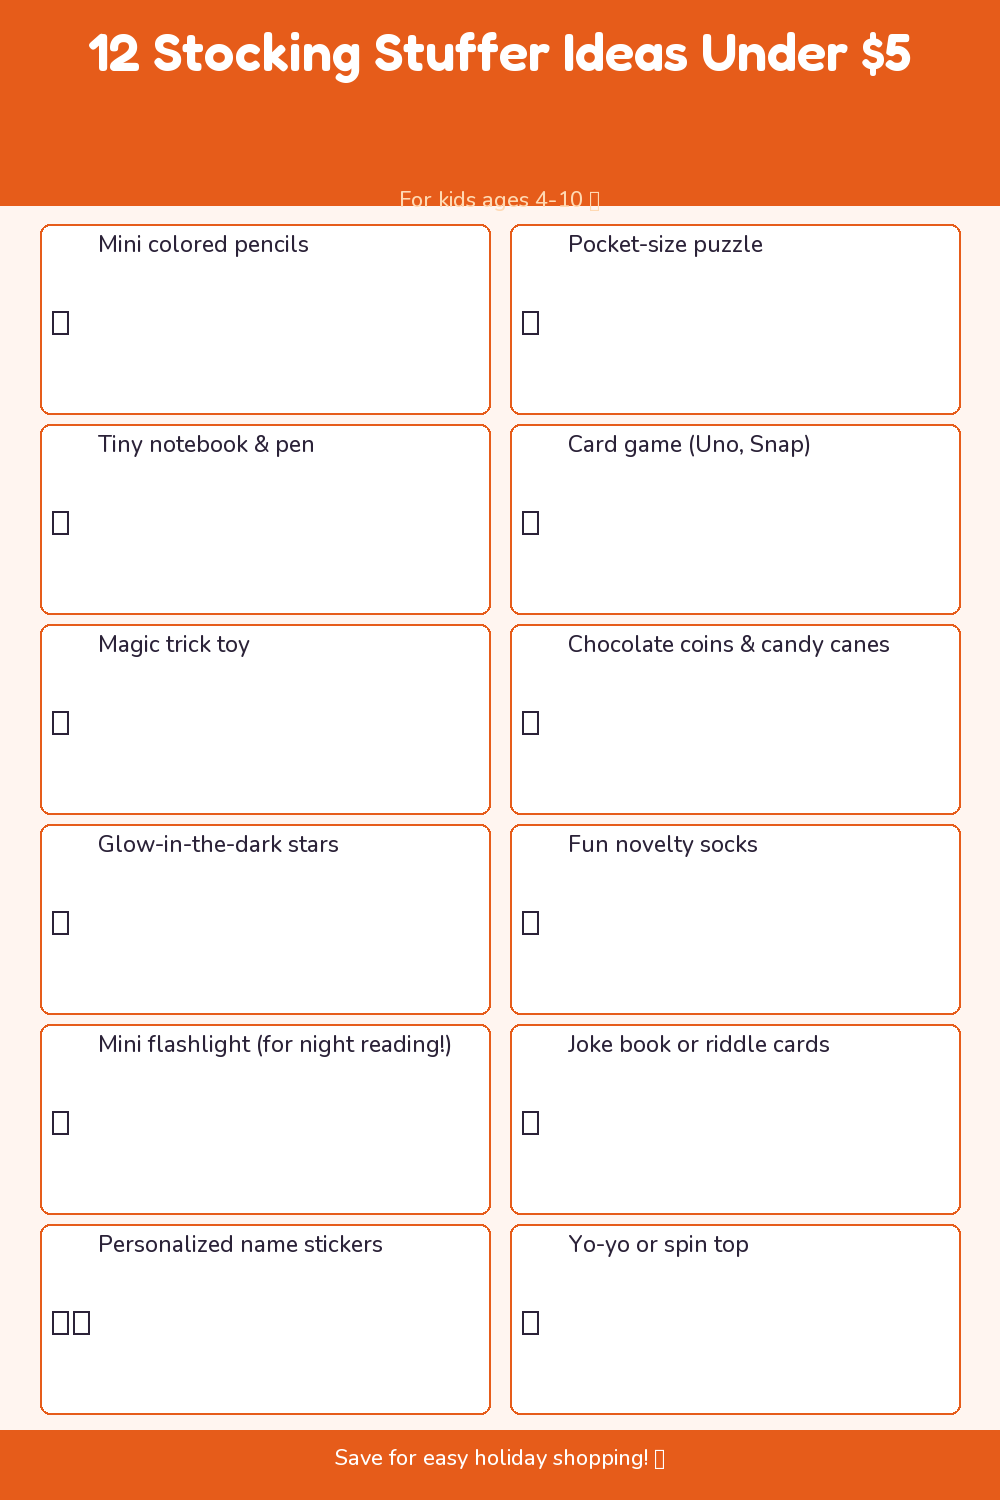 12 Stocking Stuffer Ideas Under $5
For kids ages 4-10
Mini colored pencils
Pocket-size puzzle
Tiny notebook & pen
Card game (Uno, Snap)
Magic trick toy
Chocolate coins & candy canes
Glow-in-the-dark stars
Fun novelty socks
Mini flashlight (for night reading!)
Joke book or riddle cards
Personalized name stickers
Yo-yo or spin top
Save for easy holiday shopping!